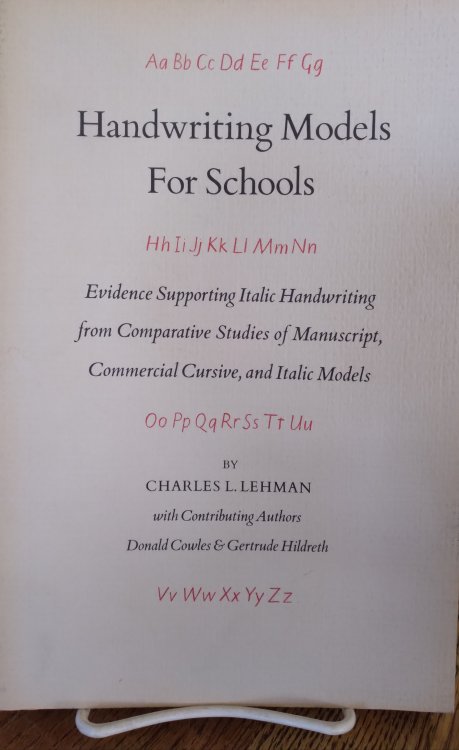 Aa Bb Cc Dd Ee Ff Gg
Handwriting Models
For Schools
Hh Ii Jj Kk Ll Mm Nn
Evidence Supporting Italic Handwriting
from Comparative Studies of Manuscript,
Commercial Cursive, and Italic Models
Oo Pp Qq Rr Ss Tt Uu
BY
CHARLES L. LEHMAN
with Contributing Authors
Donald Cowles & Gertrude Hildreth
Vv Ww Xx Yy Zz